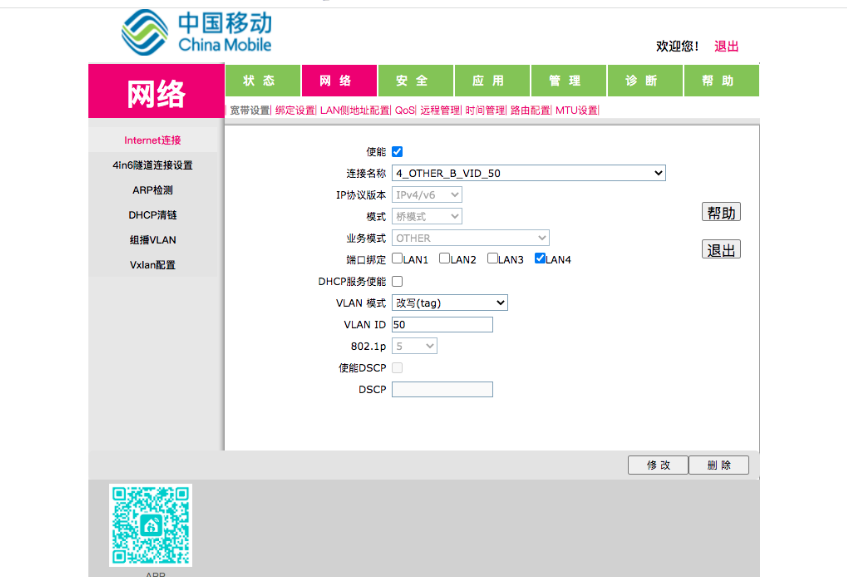 中国移动
China Mobile
欢迎您! 退出
网络
状 态 网 络 安 全 应 用 管 理 诊 断 帮 助
宽带设置| 绑定设置| LAN侧地址配置| QoS| 远程管理| 时间管理| 路由配置| MTU设置|
Internet连接
4in6隧道连接设置
ARP检测
DHCP清链
组播VLAN
Vxlan配置
使能
连接名称 4_OTHER_B_VID_50
IP协议版本 IPv4/v6
模式 桥模式
业务模式 OTHER
端口绑定 LAN1 LAN2 LAN3 LAN4
DHCP服务使能
VLAN 模式 改写(tag)
VLAN ID 50
802.1p 5
使能DSCP
DSCP
帮助
退出
修 改 删 除
APP